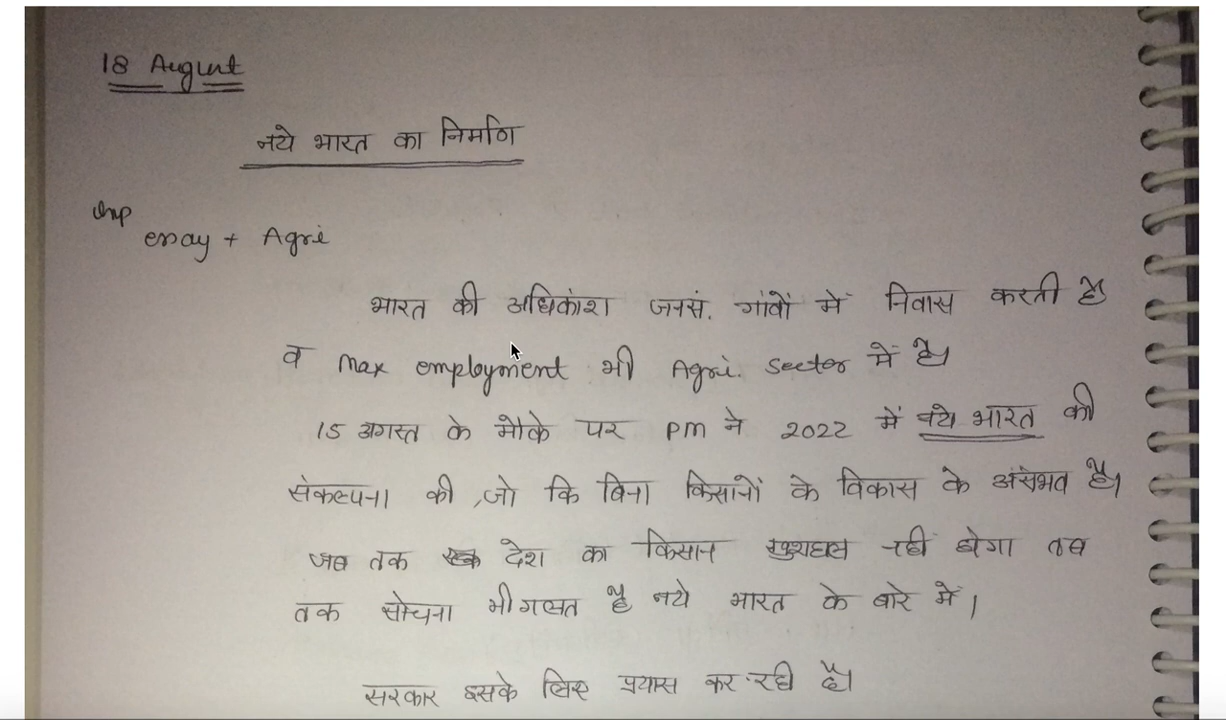 18 August
नये भारत का निर्माण
Imp
essay + Agri
भारत की अधिकांश जनसं. गांवों में निवास करती है
व Max employment भी Agri. sector में है।
15 अगस्त के मौके पर PM ने 2022 में नये भारत की
संकल्पना की, जो कि बिना किसानों के विकास के असंभव है।
जब तक देश का किसान खुशहाल नही होगा तब
तक सोचना भी गलत है नये भारत के बारे में।
सरकार इसके लिए प्रयास कर रही है।